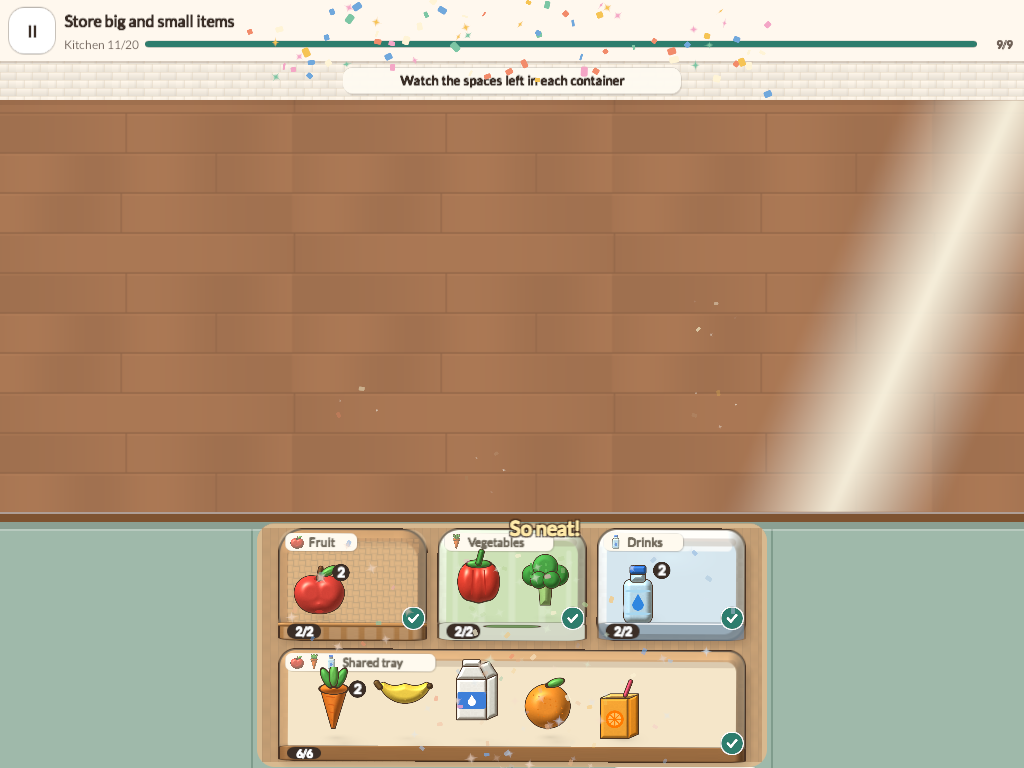 Store big and small items
Kitchen 11/20
9/9
Watch the spaces left in each container
So neat!
Fruit
Vegetables
Drinks
2
2
2/2
2/2
2/2
Shared tray
2
6/6